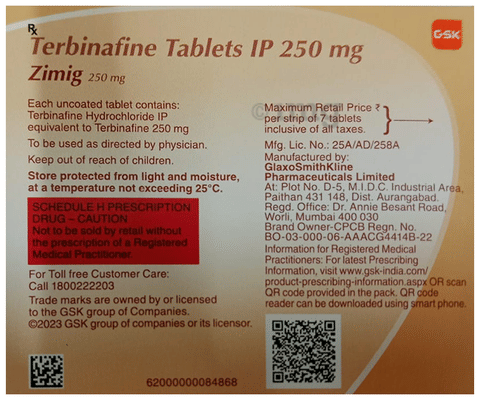 Rx
Terbinafine Tablets IP 250 mg
Zimig 250 mg
GSK
Each uncoated tablet contains:
Terbinafine Hydrochloride IP
equivalent to Terbinafine 250 mg
To be used as directed by physician.
Keep out of reach of children.
Store protected from light and moisture,
at a temperature not exceeding 25°C.
SCHEDULE H PRESCRIPTION
DRUG – CAUTION
Not to be sold by retail without
the prescription of a Registered
Medical Practitioner.
For Toll free Customer Care:
Call 1800222203
Trade marks are owned by or licensed
to the GSK group of Companies.
©2023 GSK group of companies or its licensor.
62000000084868
Maximum Retail Price ₹
per strip of 7 tablets
inclusive of all taxes.
Mfg. Lic. No.: 25A/AD/258A
Manufactured by:
GlaxoSmithKline
Pharmaceuticals Limited
At: Plot No. D-5, M.I.D.C. Industrial Area,
Paithan 431 148, Dist. Aurangabad.
Regd. Office: Dr. Annie Besant Road,
Worli, Mumbai 400 030
Brand Owner-CPCB Regn. No.
BO-03-000-06-AAACG4414B-22
Information for Registered Medical
Practitioners: For latest Prescribing
Information, visit www.gsk-india.com/
product-prescribing-information.aspx OR scan
QR code provided in the pack. QR code
reader can be downloaded using smart phone.